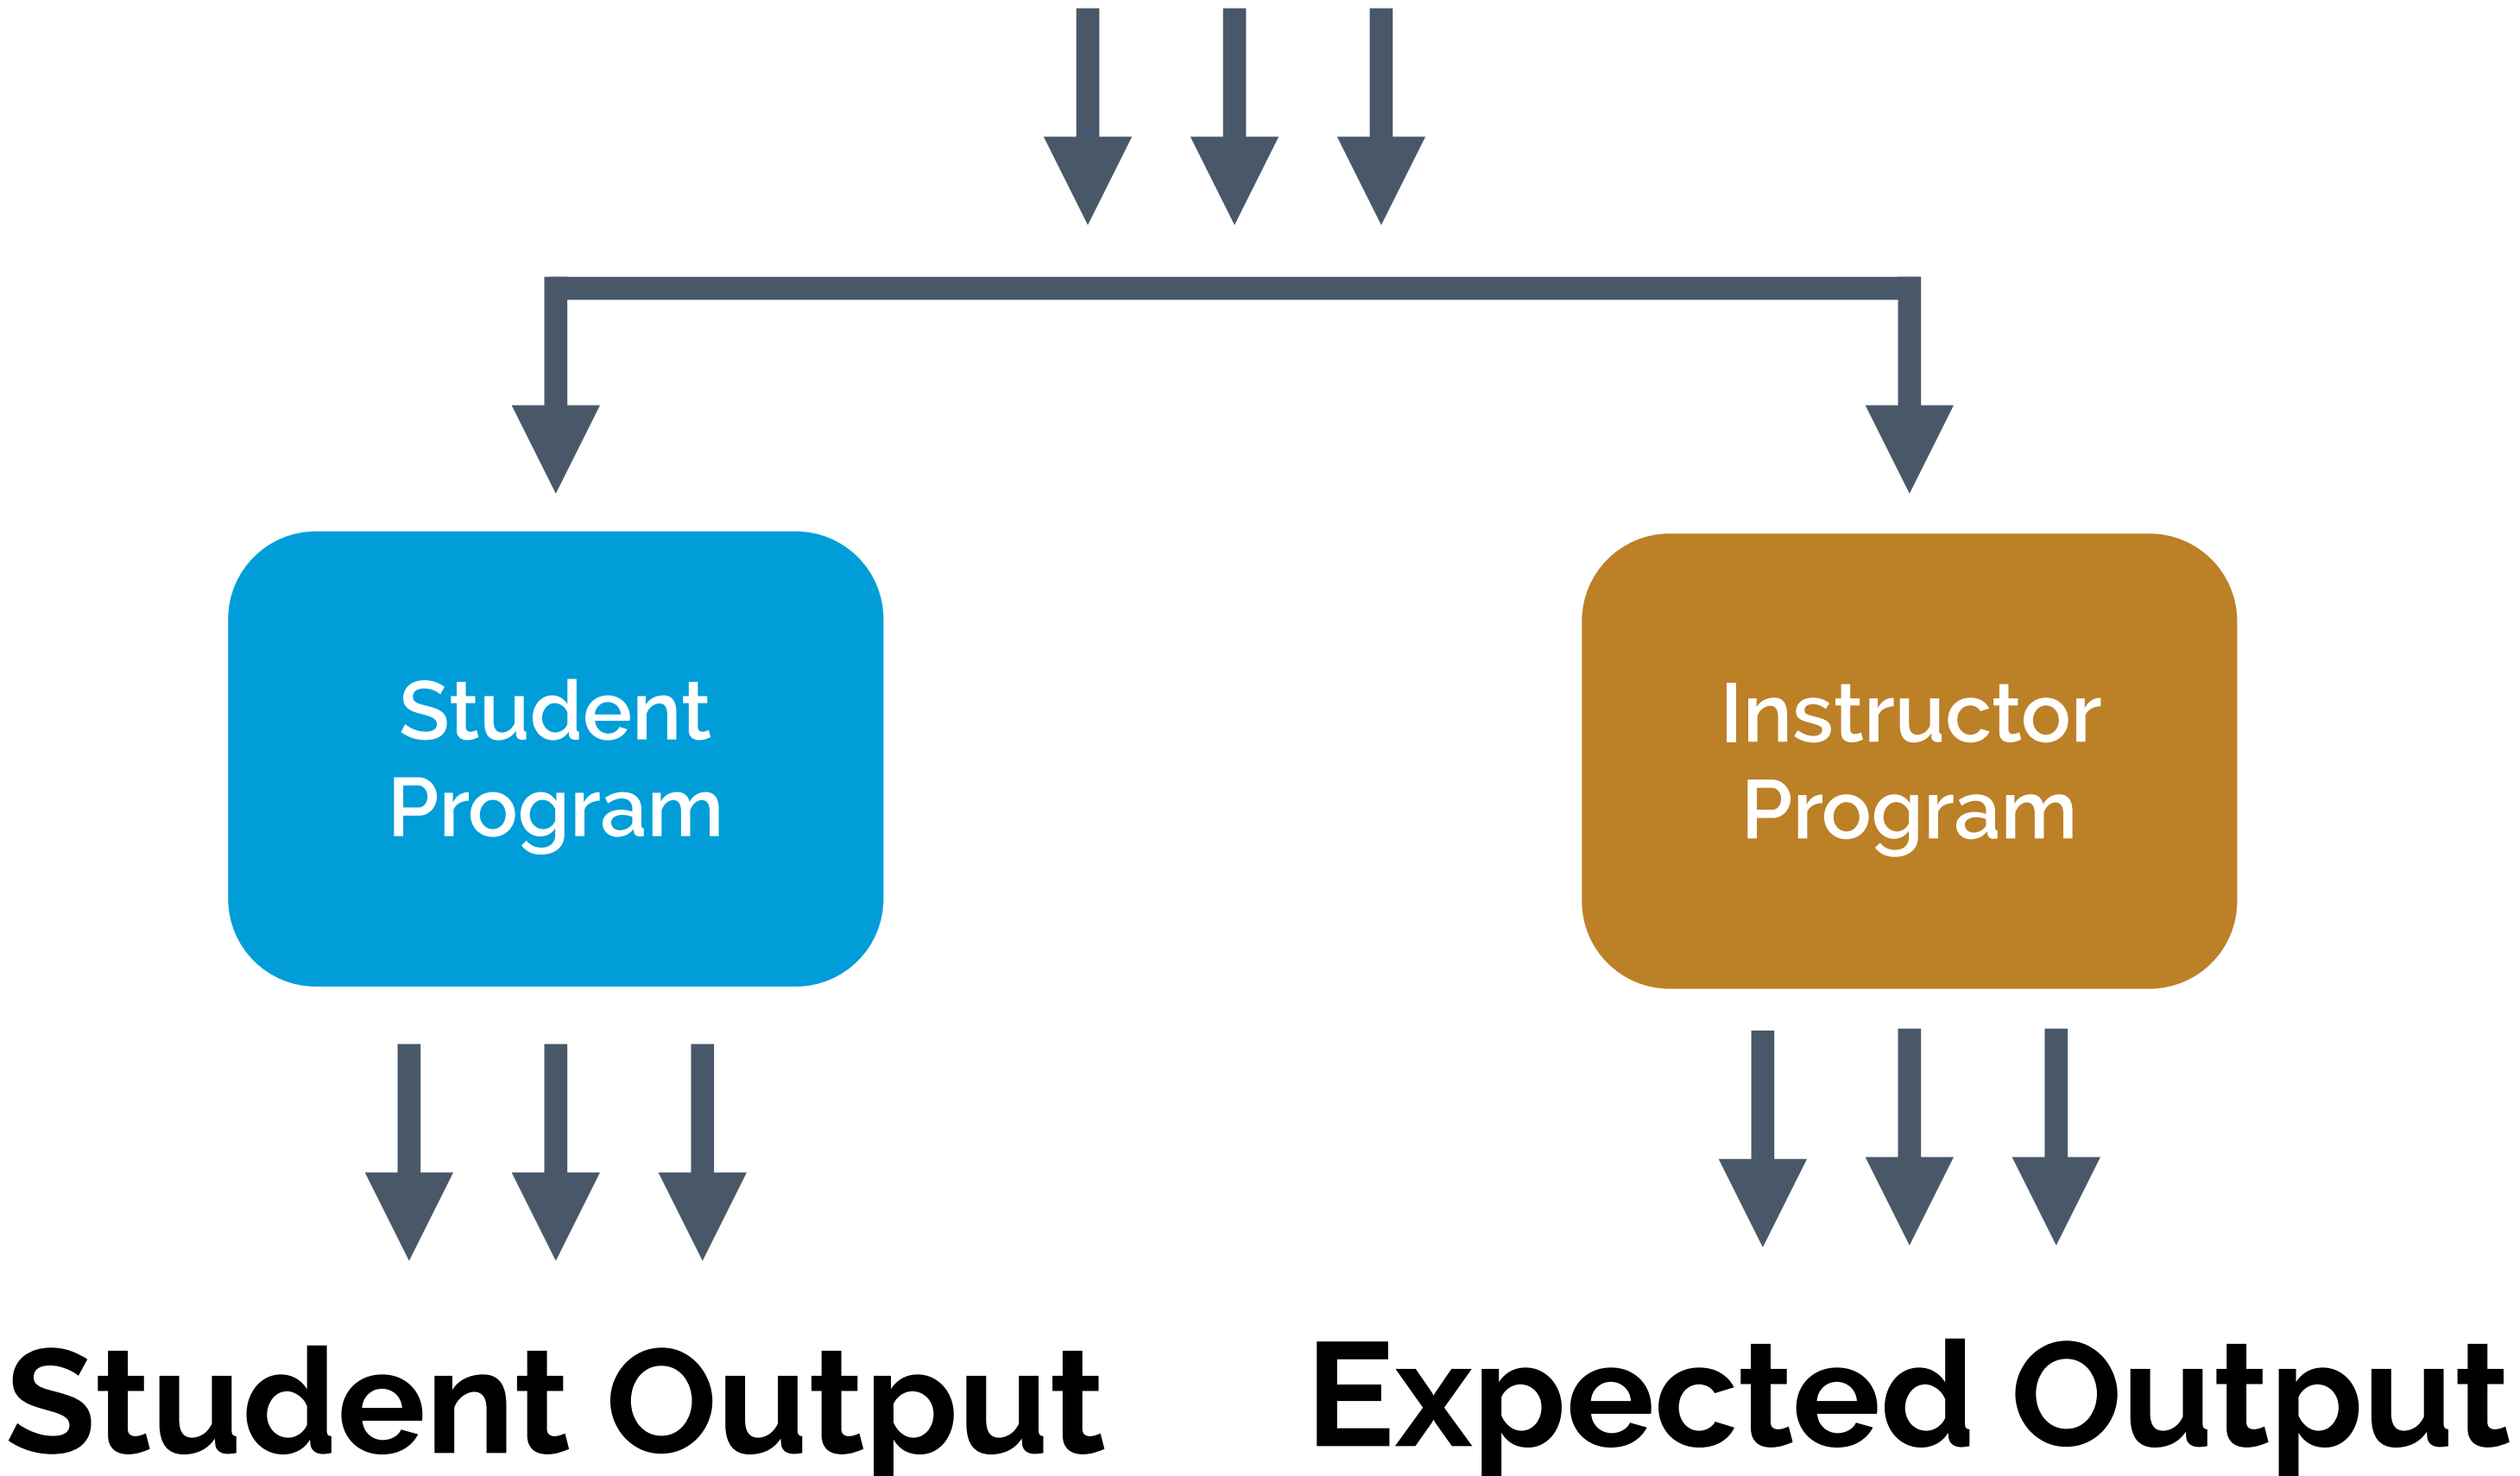 Student
Program
Instructor
Program
Student Output
Expected Output